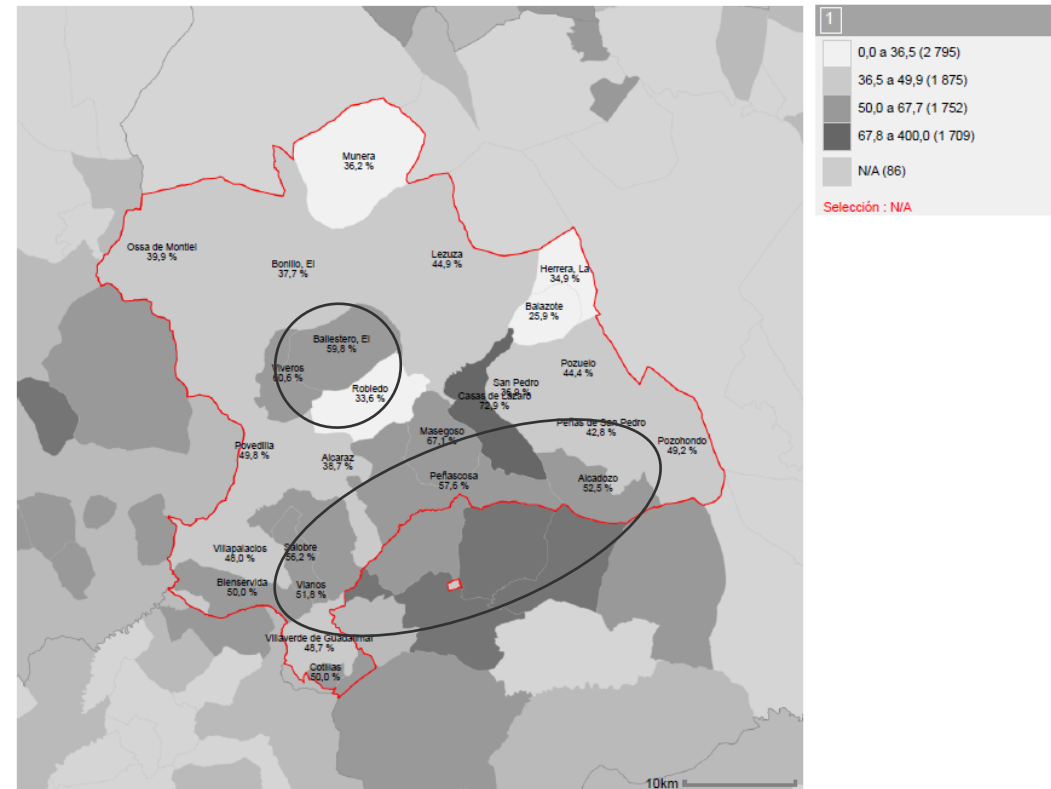 1
0,0 a 36,5 (2 795)
36,5 a 49,9 (1 875)
50,0 a 67,7 (1 752)
67,8 a 400,0 (1 709)
N/A (86)
Selección : N/A
Munera
36,2 %
Ossa de Montiel
39,9 %
Bonillo, El
37,7 %
Lezuza
44,9 %
Herrera, La
34,9 %
Balazote
25,9 %
Ballestero, El
59,8 %
Viveros
60,6 %
Robledo
33,6 %
Pozuelo
44,4 %
San Pedro
Casas de Lázaro
72,9 %
Peñas de San Pedro
42,8 %
Masegoso
67,1 %
Pozohondo
49,2 %
Povedilla
49,8 %
Alcaraz
38,7 %
Peñascosa
57,6 %
Alcadozo
52,5 %
Villapalacios
48,0 %
Salobre
56,2 %
Bienservida
50,0 %
Vianos
51,8 %
Villaverde de Guadalimar
48,7 %
Cotillas
50,0 %
10km